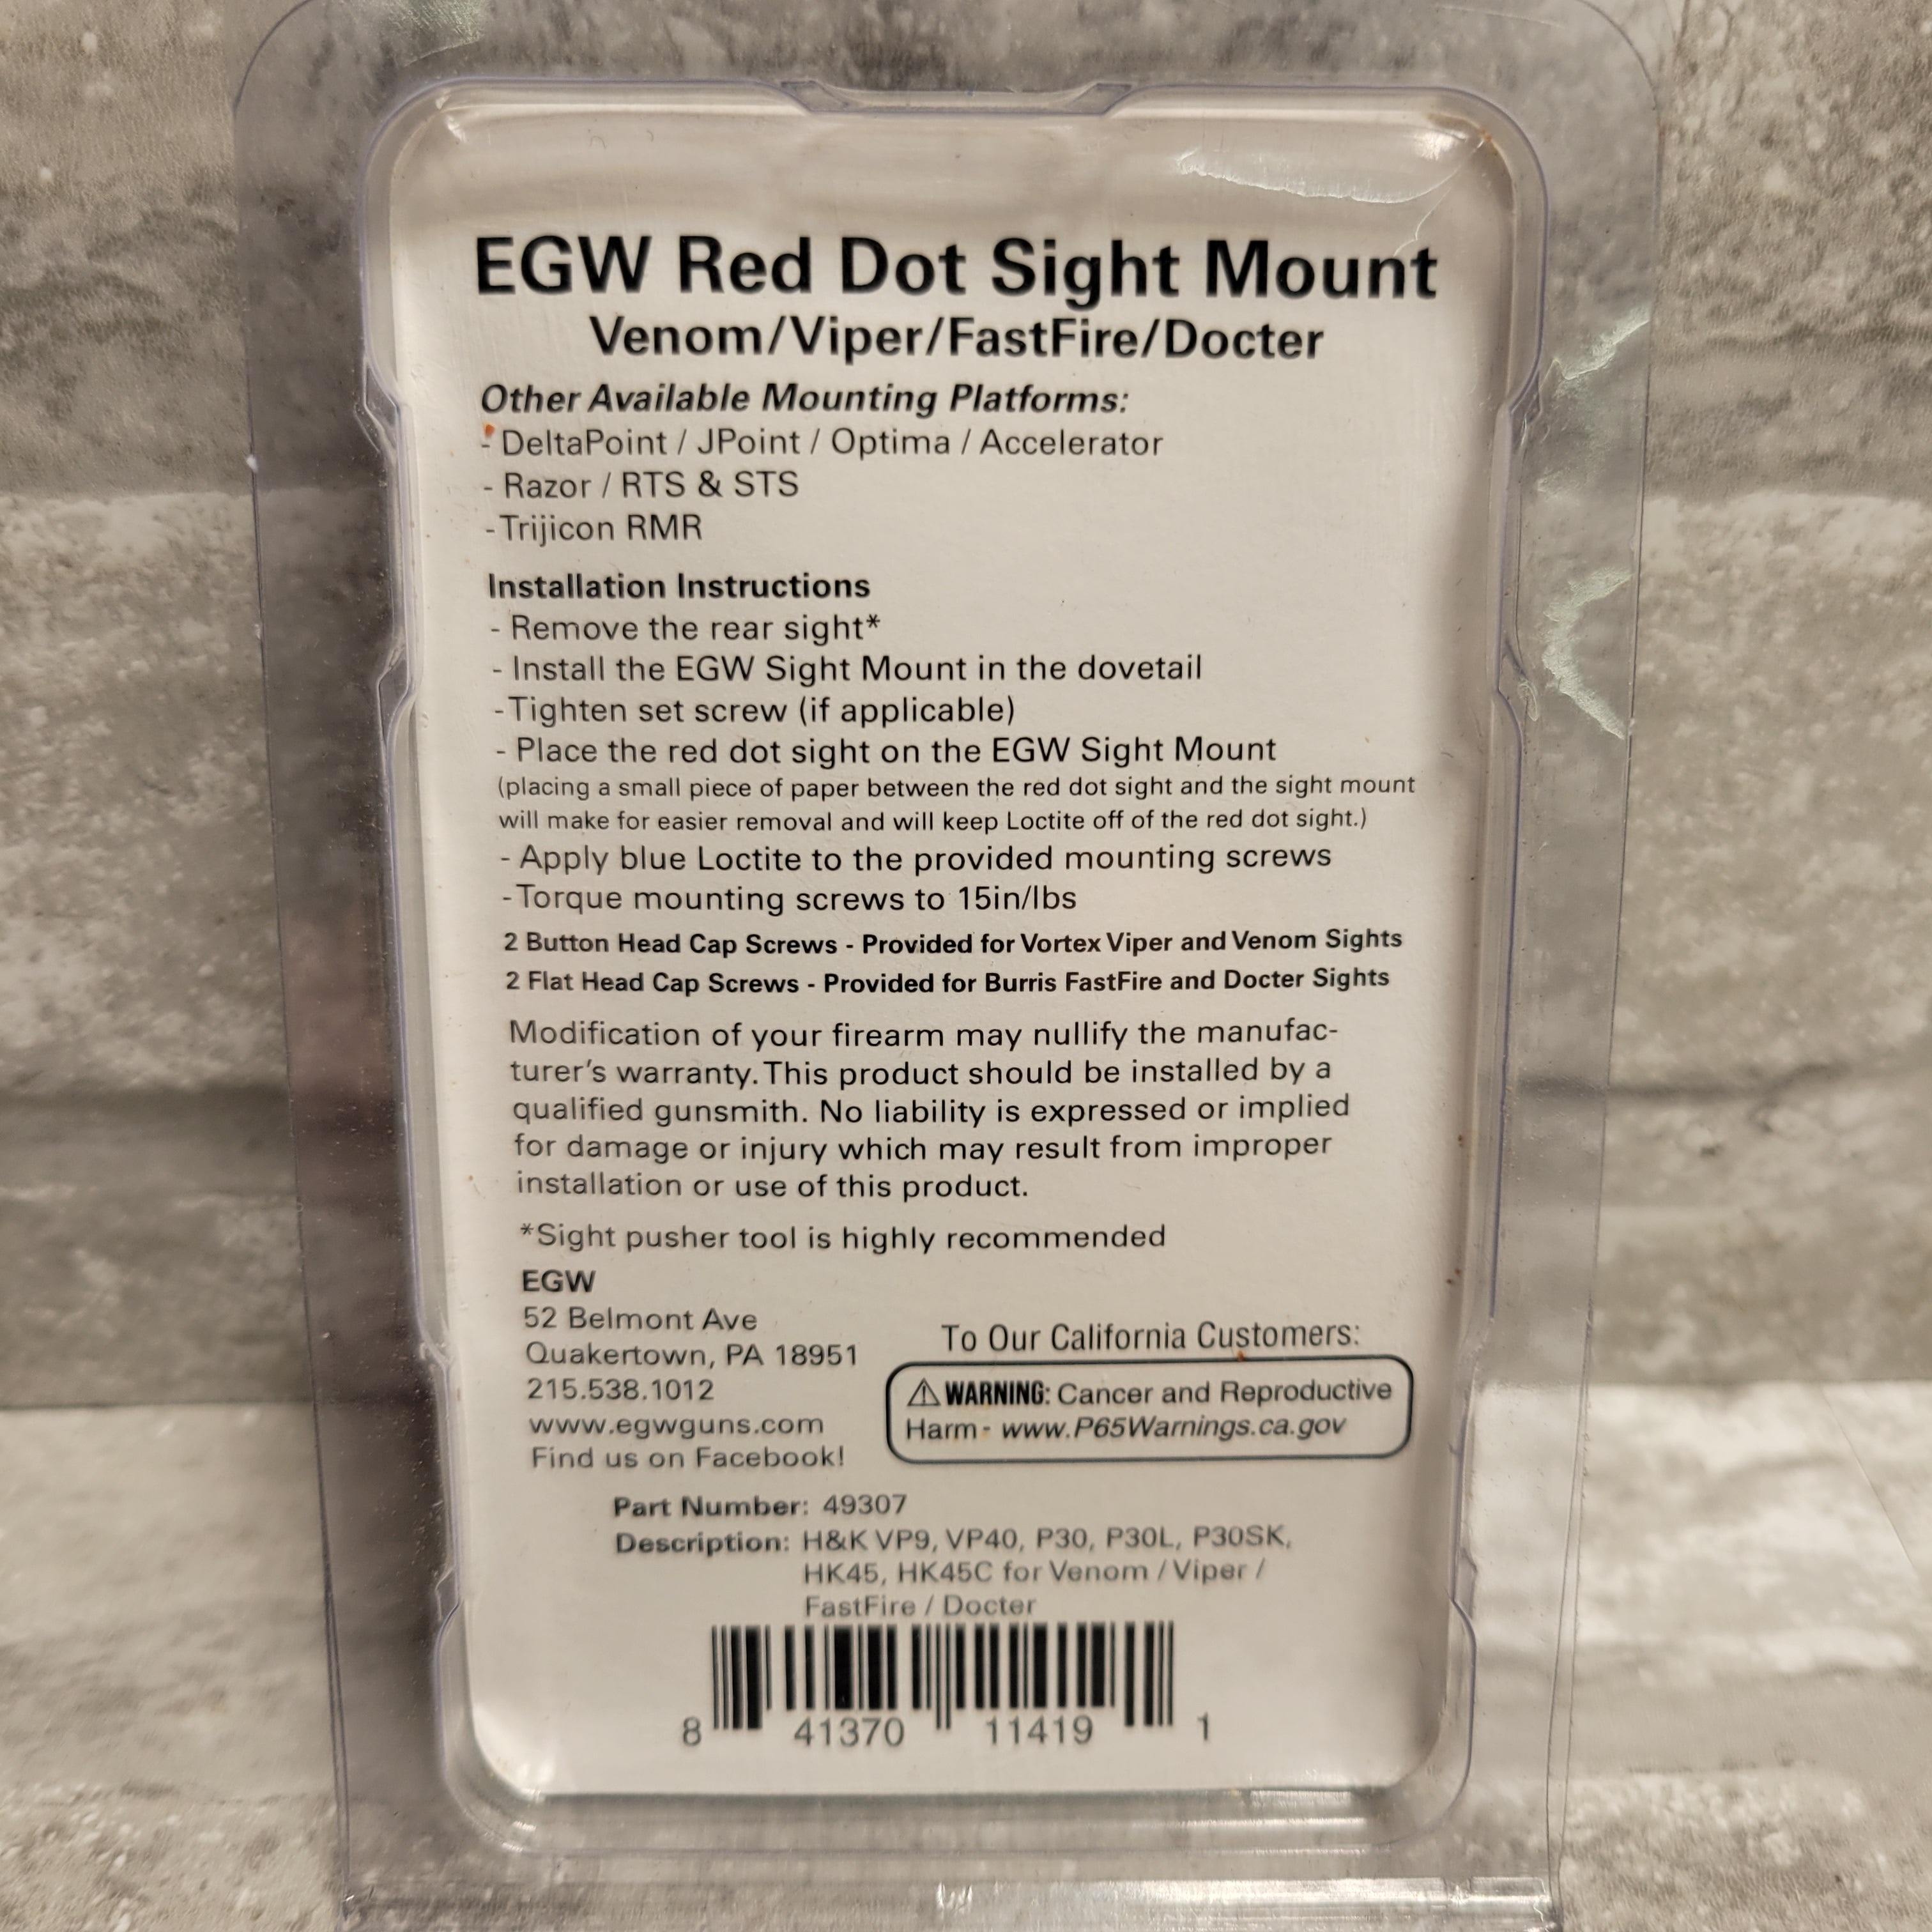 EGW Red Dot Sight Mount
Venom/Viper/FastFire/Docter
Other Available Mounting Platforms:
- DeltaPoint / JPoint / Optima / Accelerator
- Razor / RTS & STS
- Trijicon RMR
Installation Instructions
- Remove the rear sight*
- Install the EGW Sight Mount in the dovetail
- Tighten set screw (if applicable)
- Place the red dot sight on the EGW Sight Mount
(placing a small piece of paper between the red dot sight and the sight mount
will make for easier removal and will keep Loctite off of the red dot sight.)
- Apply blue Loctite to the provided mounting screws
- Torque mounting screws to 15in/lbs
2 Button Head Cap Screws - Provided for Vortex Viper and Venom Sights
2 Flat Head Cap Screws - Provided for Burris FastFire and Docter Sights
Modification of your firearm may nullify the manufac-
turer's warranty. This product should be installed by a
qualified gunsmith. No liability is expressed or implied
for damage or injury which may result from improper
installation or use of this product.
*Sight pusher tool is highly recommended
EGW
52 Belmont Ave
Quakertown, PA 18951
215.538.1012
www.egwguns.com
Find us on Facebook!
To Our California Customers:
⚠ WARNING: Cancer and Reproductive
Harm - www.P65Warnings.ca.gov
Part Number: 49307
Description: H&K VP9, VP40, P30, P30L, P30SK,
HK45, HK45C for Venom / Viper /
FastFire / Docter
8 41370 11419 1